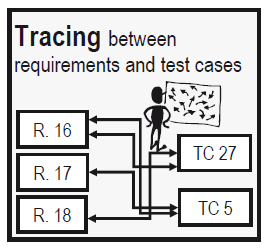 Tracing between
requirements and test cases
R. 16
R. 17
R. 18
TC 27
TC 5